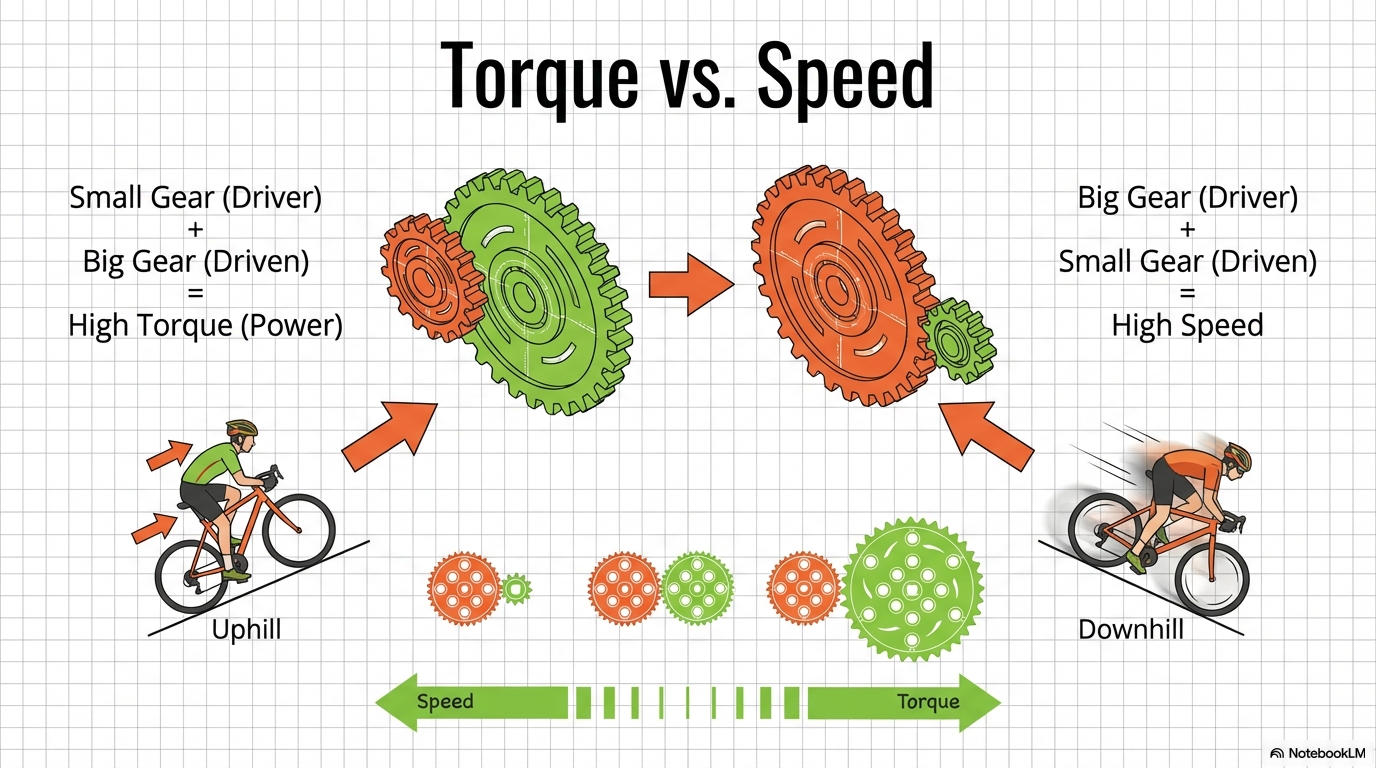 Torque vs. Speed
Small Gear (Driver)
+
Big Gear (Driven)
=
High Torque (Power)
Big Gear (Driver)
+
Small Gear (Driven)
=
High Speed
Uphill
Downhill
Speed
Torque
NotebookLM